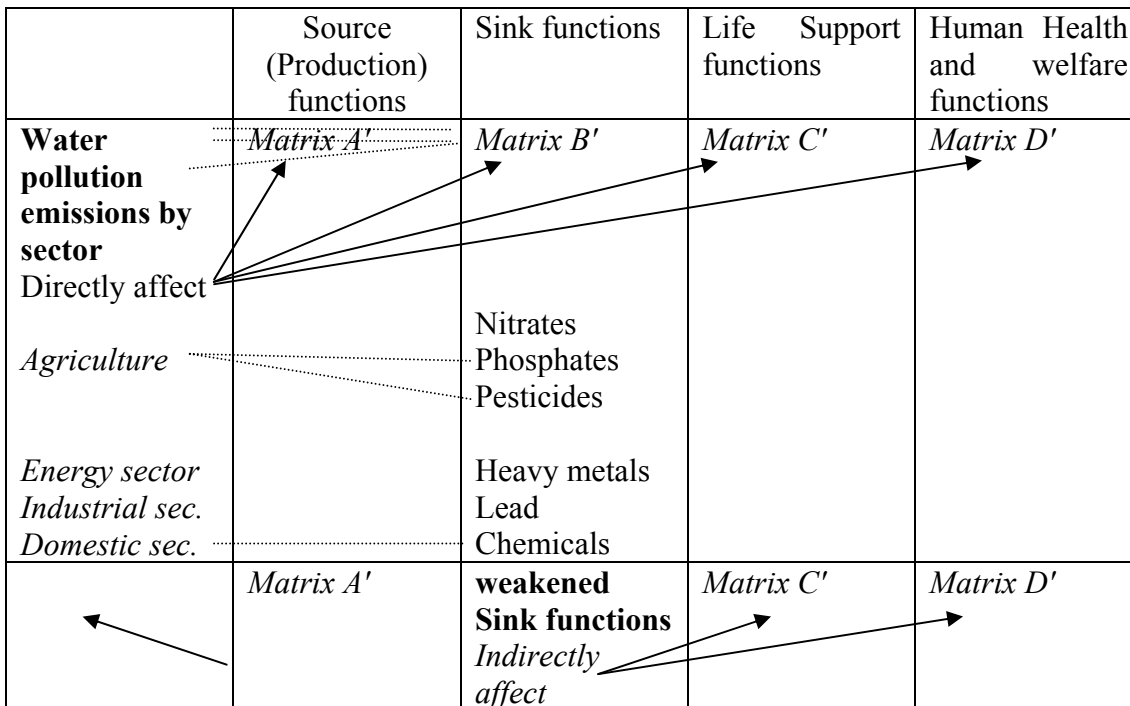 Source
(Production)
functions
Sink functions
Life Support
functions
Human Health
and welfare
functions
Water
pollution
emissions by
sector
Directly affect
Agriculture
Energy sector
Industrial sec.
Domestic sec.
Matrix A'
Matrix B'
Nitrates
Phosphates
Pesticides
Heavy metals
Lead
Chemicals
Matrix C'
Matrix D'
Matrix A'
weakened
Sink functions
Indirectly
affect
Matrix C'
Matrix D'